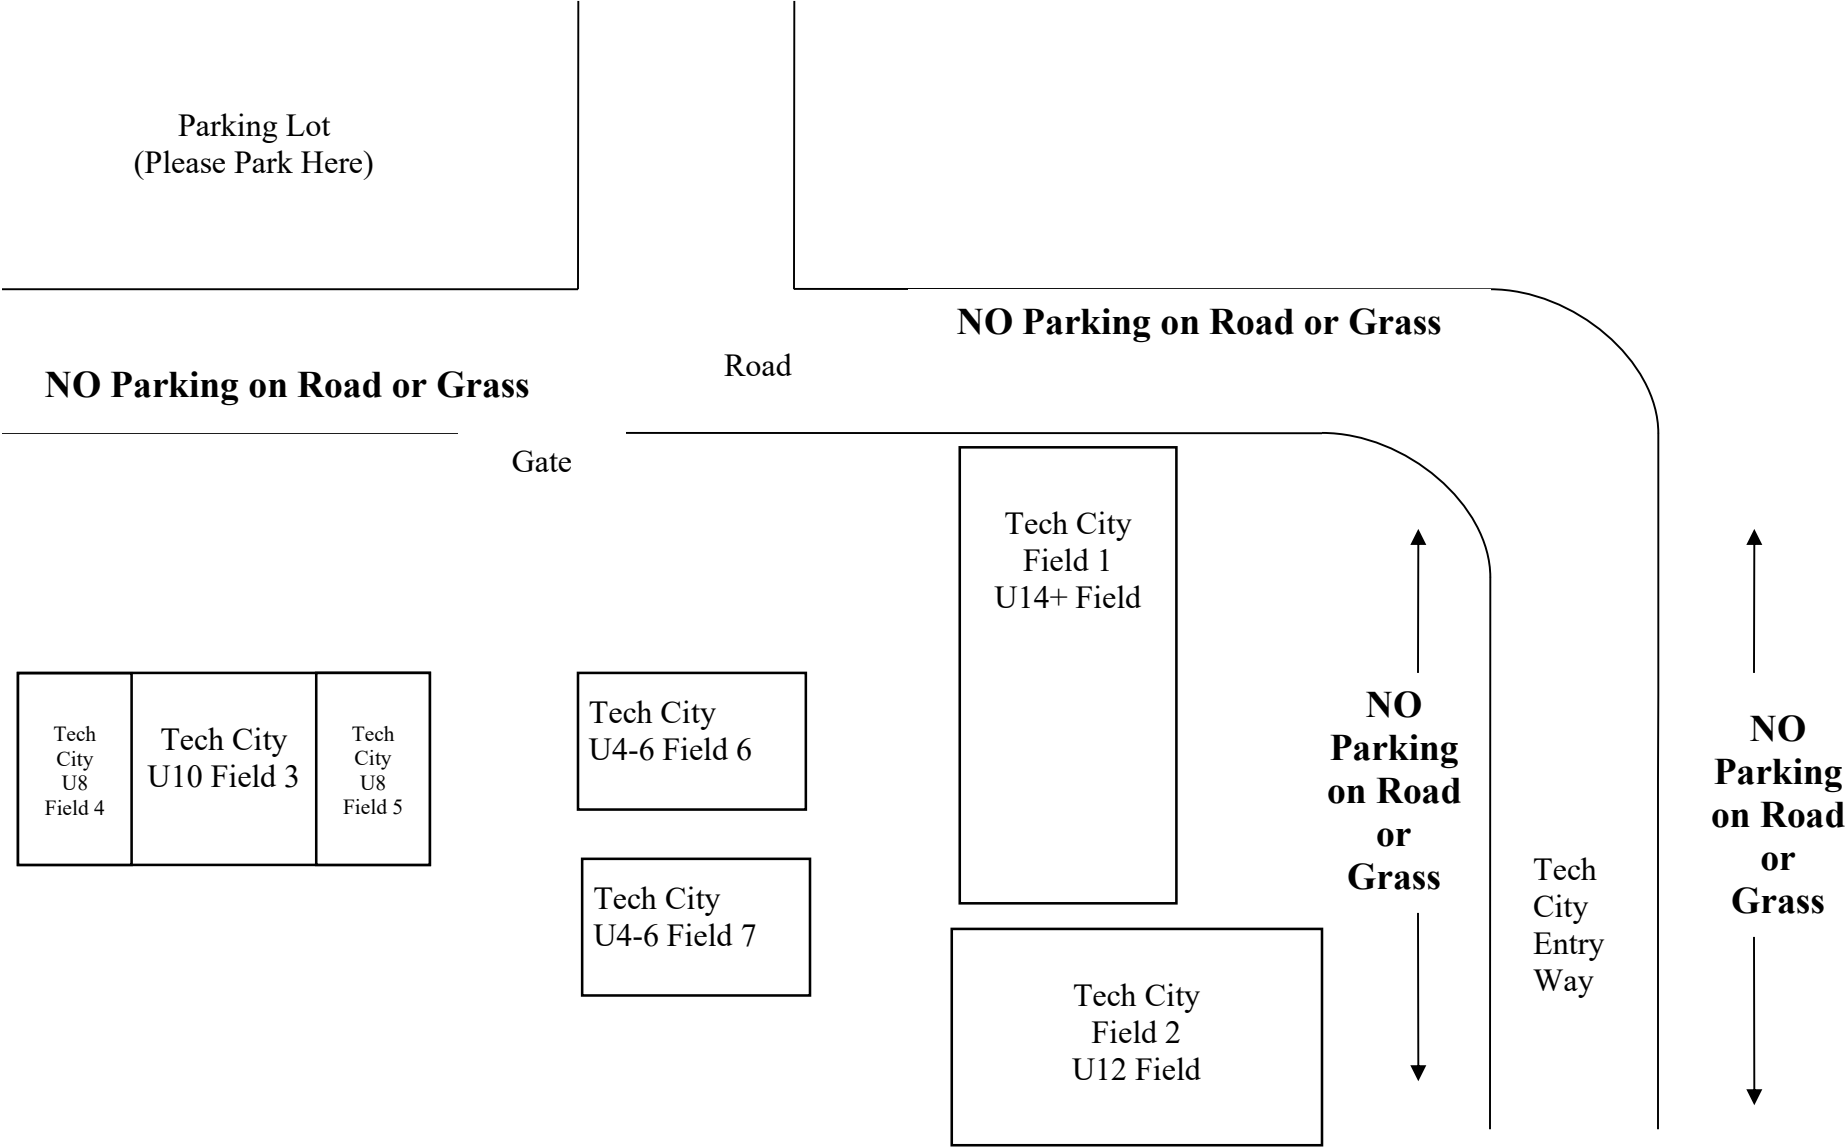 Parking Lot
(Please Park Here)
NO Parking on Road or Grass
Road
NO Parking on Road or Grass
Gate
Tech City
Field 1
U14+ Field
Tech
City
U8
Field 4
Tech City
U10 Field 3
Tech
City
U8
Field 5
Tech City
U4-6 Field 6
Tech City
U4-6 Field 7
NO
Parking
on Road
or
Grass
Tech
City
Entry
Way
NO
Parking
on Road
or
Grass
Tech City
Field 2
U12 Field